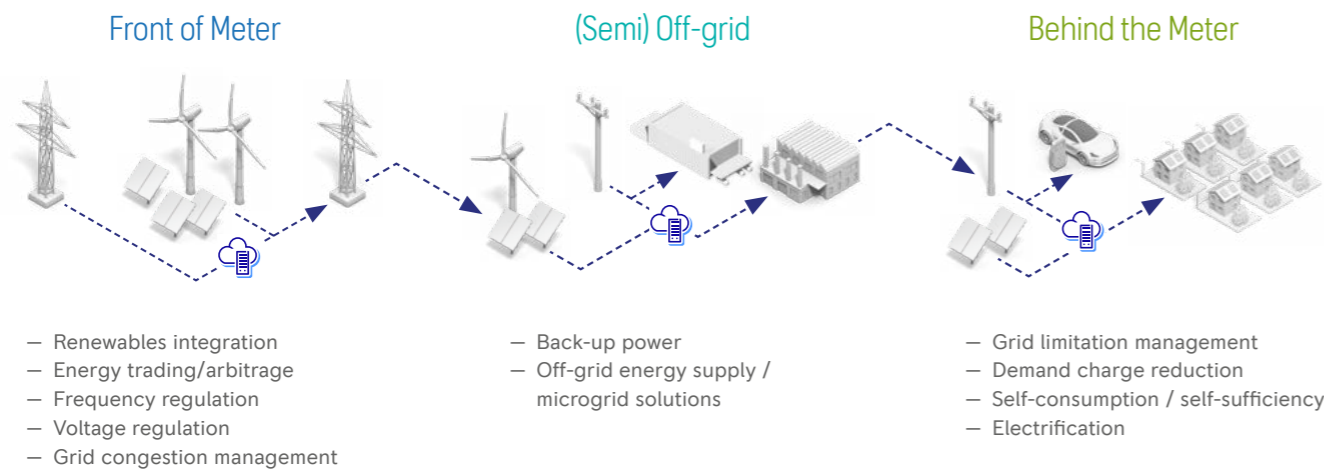 Front of Meter
(Semi) Off-grid
Behind the Meter
— Renewables integration
— Energy trading/arbitrage
— Frequency regulation
— Voltage regulation
— Grid congestion management
— Back-up power
— Off-grid energy supply /
microgrid solutions
— Grid limitation management
— Demand charge reduction
— Self-consumption / self-sufficiency
— Electrification